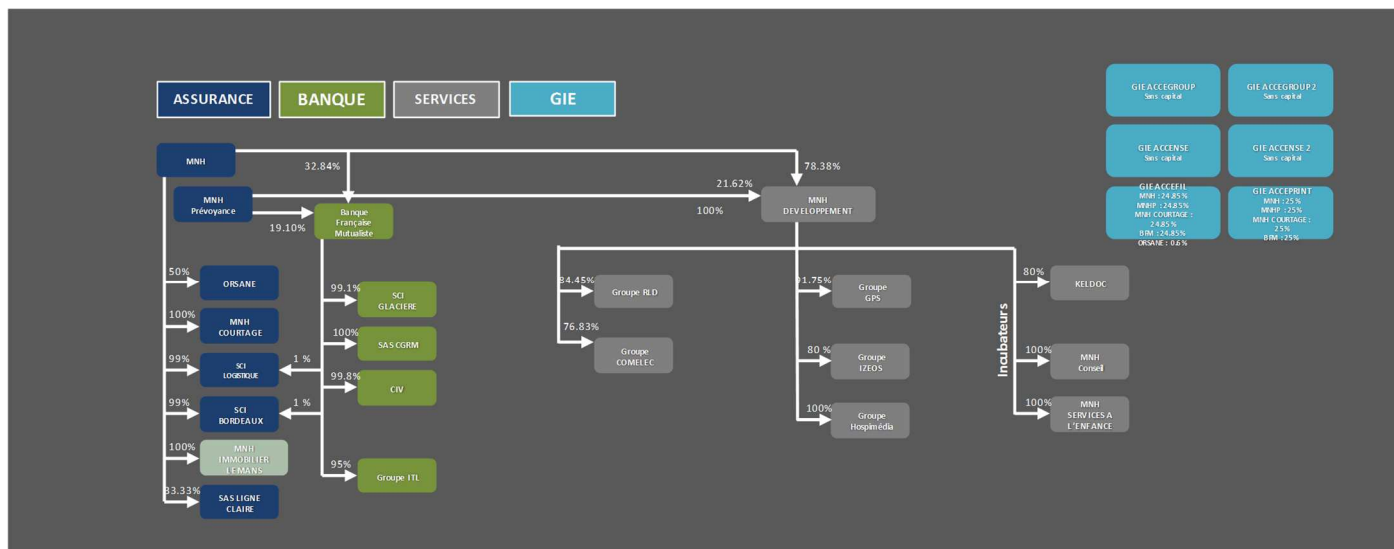 ASSURANCE
BANQUE
SERVICES
GIE
GIE ACCEGROUP
Sans capital
GIE ACCEGROUP 2
Sans capital
GIE ACCENSE
Sans capital
GIE ACCENSE 2
Sans capital
GIE ACCEFIL
MNH : 24.85%
MNHP : 24.85%
MNH COURTAGE :
24.85%
BFM : 24.85%
ORSANE : 0.6%
GIE ACCEPRINT
MNH : 25%
MNHP : 25%
MNH COURTAGE :
25%
BFM : 25%
MNH
32.84%
78.38%
MNH
Prévoyance
21.62%
100%
19.10%
Banque
Française
Mutualiste
MNH
DEVELOPPEMENT
50%
ORSANE
100%
MNH
COURTAGE
99%
SCI
LOGISTIQUE
1 %
99%
SCI
BORDEAUX
1 %
100%
MNH
IMMOBILIER
LEMANS
33.33%
SAS LIGNE
CLAIRE
99.1%
SCI
GLACIERE
100%
SAS CGRM
99.8%
CIV
95%
Groupe ITL
84.45%
Groupe RLD
76.83%
Groupe
COMELEC
91.75%
Groupe
GPS
80 %
Groupe
IZEOS
100%
Groupe
Hospimédia
Incubateurs
80%
KELDOC
100%
MNH
Conseil
100%
MNH
SERVICES A
L'ENFANCE